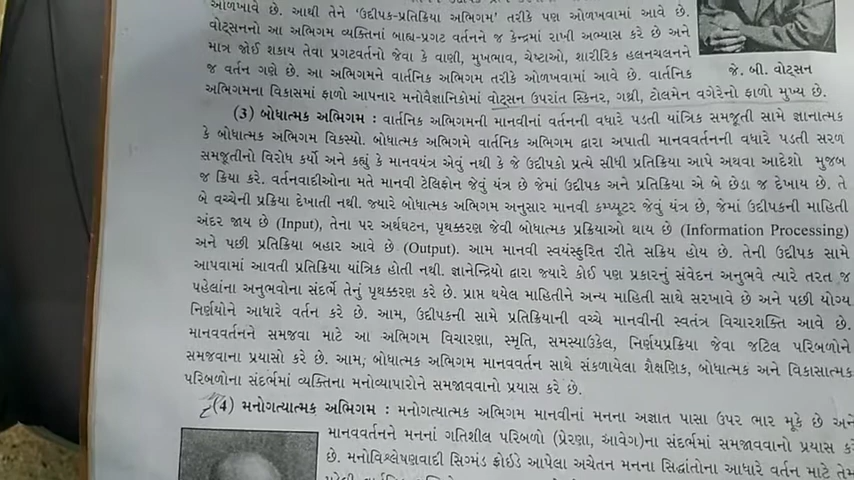 ઓળખાવે છે. આથી તેને ‘ઉદ્દીપક-પ્રતિક્રિયા અભિગમ’ તરીકે પણ ઓળખવામાં આવે છે.
વોટ્સનનો આ અભિગમ વ્યક્તિનાં બાહ્ય-પ્રગટ વર્તનને જ કેન્દ્રમાં રાખી અભ્યાસ કરે છે અને
માત્ર જોઈ શકાય તેવા પ્રગટવર્તનો જેવા કે વાણી, મુખભાવ, ચેષ્ટાઓ, શારીરિક હલનચલનને
જ વર્તન ગણે છે. આ અભિગમને વાર્તનિક અભિગમ તરીકે ઓળખવામાં આવે છે. વાર્તનિક
જે. બી. વોટ્સન
અભિગમના વિકાસમાં ફાળો આપનાર મનોવૈજ્ઞાનિકોમાં વોટ્સન ઉપરાંત સ્કિનર, ગથ્રી, ટોલમેન વગેરેનો ફાળો મુખ્ય છે.
(3) બોધાત્મક અભિગમ : વાર્તનિક અભિગમની માનવીનાં વર્તનની વધારે પડતી યાંત્રિક સમજૂતી સામે જ્ઞાનાત્મક
કે બોધાત્મક અભિગમ વિકસ્યો. બોધાત્મક અભિગમે વાર્તનિક અભિગમ દ્વારા અપાતી માનવવર્તનની વધારે પડતી સરળ
સમજૂતીનો વિરોધ કર્યો અને કહ્યું કે માનવયંત્ર એવું નથી કે જે ઉદ્દીપકો પ્રત્યે સીધી પ્રતિક્રિયા આપે અથવા આદેશો મુજબ
જ ક્રિયા કરે. વર્તનવાદીઓના મતે માનવી ટેલિફોન જેવું યંત્ર છે જેમાં ઉદ્દીપક અને પ્રતિક્રિયા એ બે છેડા જ દેખાય છે. તે
બે વચ્ચેની પ્રક્રિયા દેખાતી નથી. જ્યારે બોધાત્મક અભિગમ અનુસાર માનવી કમ્પ્યૂટર જેવું યંત્ર છે, જેમાં ઉદ્દીપકની માહિતી
અંદર જાય છે (Input), તેના પર અર્થઘટન, પૃથક્કરણ જેવી બોધાત્મક પ્રક્રિયાઓ થાય છે (Information Processing)
અને પછી પ્રતિક્રિયા બહાર આવે છે (Output). આમ માનવી સ્વયંસ્ફુરિત રીતે સક્રિય હોય છે. તેની ઉદ્દીપક સામે
આપવામાં આવતી પ્રતિક્રિયા યાંત્રિક હોતી નથી. જ્ઞાનેન્દ્રિયો દ્વારા જ્યારે કોઈ પણ પ્રકારનું સંવેદન અનુભવે ત્યારે તરત જ
પહેલાંના અનુભવોના સંદર્ભે તેનું પૃથક્કરણ કરે છે. પ્રાપ્ત થયેલ માહિતીને અન્ય માહિતી સાથે સરખાવે છે અને પછી યોગ્ય
નિર્ણયોને આધારે વર્તન કરે છે. આમ, ઉદ્દીપકની સામે પ્રતિક્રિયાની વચ્ચે માનવીની સ્વતંત્ર વિચારશક્તિ આવે છે.
માનવવર્તનને સમજવા માટે આ અભિગમ વિચારણા, સ્મૃતિ, સમસ્યાઉકેલ, નિર્ણયપ્રક્રિયા જેવા જટિલ પરિબળોને
સમજવાના પ્રયાસો કરે છે. આમ, બોધાત્મક અભિગમ માનવવર્તન સાથે સંકળાયેલા શૈક્ષણિક, બોધાત્મક અને વિકાસાત્મક
પરિબળોના સંદર્ભમાં વ્યક્તિના મનોવ્યાપારોને સમજાવવાનો પ્રયાસ કરે છે.
(4) મનોગત્યાત્મક અભિગમ : મનોગત્યાત્મક અભિગમ માનવીનાં મનના અજ્ઞાત પાસા ઉપર ભાર મૂકે છે અને
માનવવર્તનને મનનાં ગતિશીલ પરિબળો (પ્રેરણા, આવેગ)ના સંદર્ભમાં સમજાવવાનો પ્રયાસ કરે
છે. મનોવિશ્લેષણવાદી સિગ્મંડ ફ્રોઈડે આપેલા અચેતન મનના સિદ્ધાંતોના આધારે વર્તન માટે તેમ